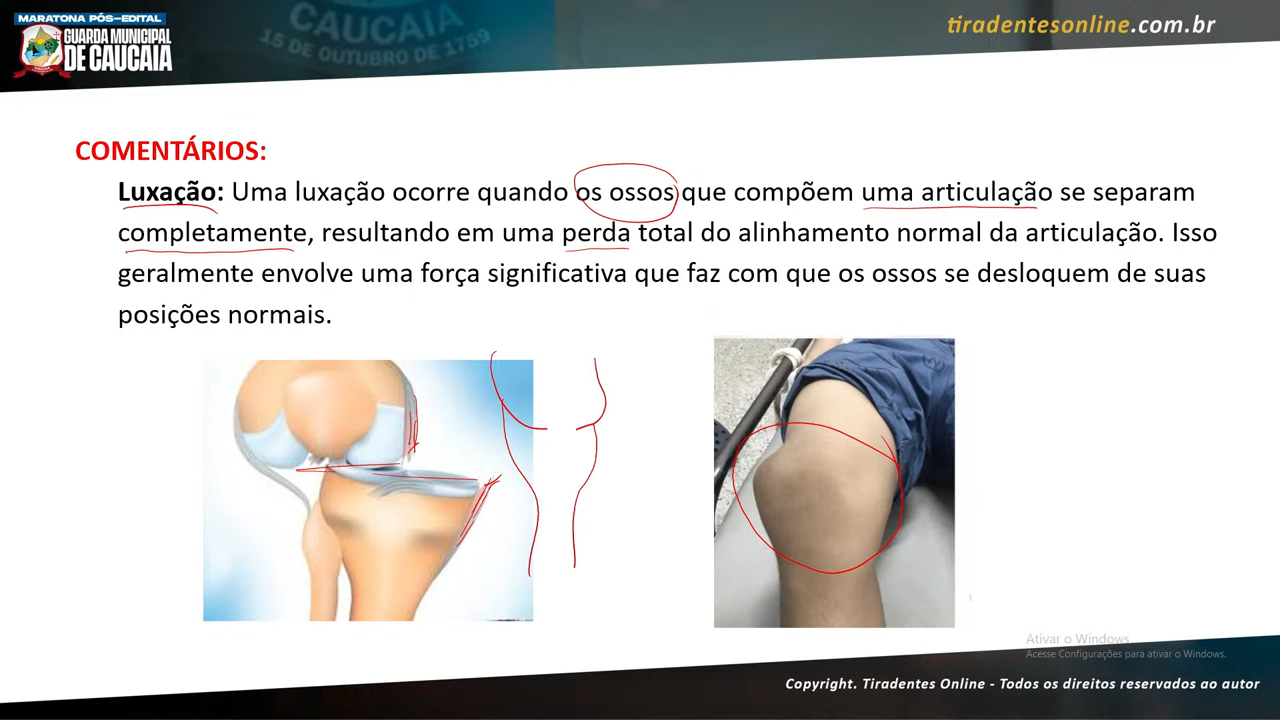 MARATONA PÓS-EDITAL
GUARDA MUNICIPAL
DE CAUCAIA
CAUCAIA
15 DE OUTUBRO DE 1759
tiradentesonline.com.br
COMENTÁRIOS:
Luxação: Uma luxação ocorre quando os ossos que compõem uma articulação se separam
completamente, resultando em uma perda total do alinhamento normal da articulação. Isso
geralmente envolve uma força significativa que faz com que os ossos se desloquem de suas
posições normais.
Ativar o Windows
Acesse Configurações para ativar o Windows.
Copyright. Tiradentes Online - Todos os direitos reservados ao autor